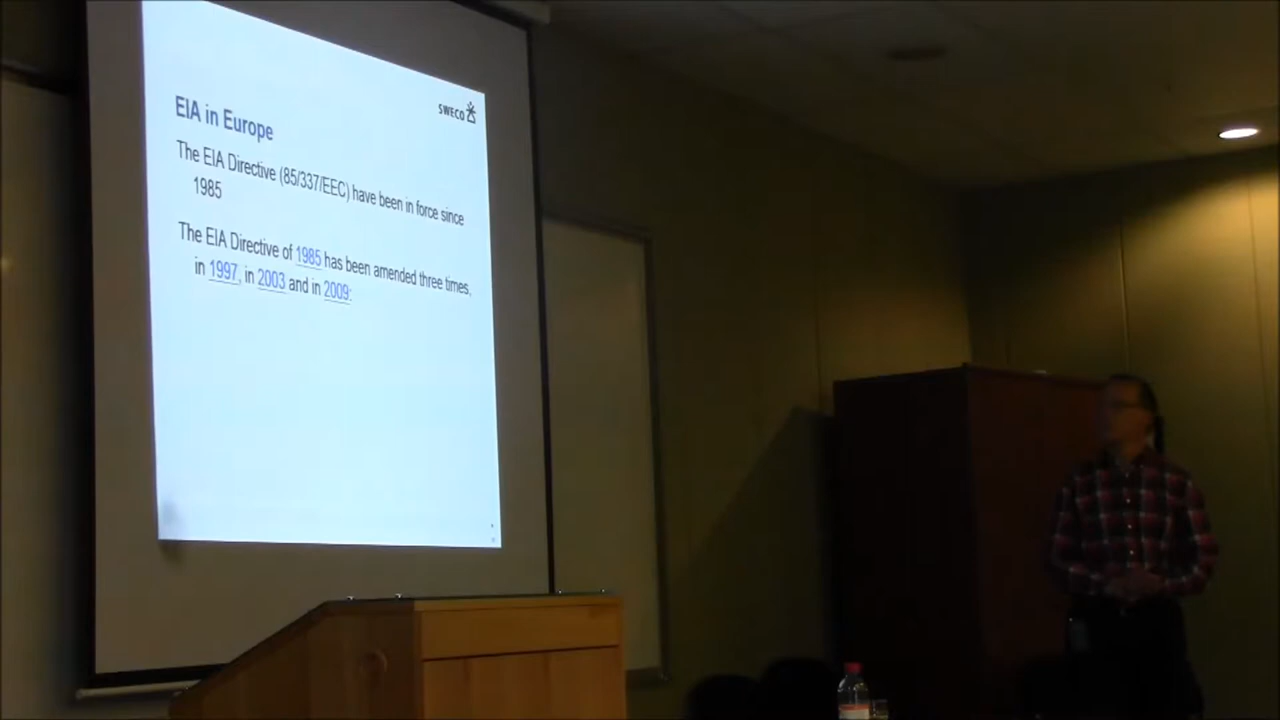 SWECO
EIA in Europe
The EIA Directive (85/337/EEC) have been in force since
1985
The EIA Directive of 1985 has been amended three times,
in 1997, in 2003 and in 2009: